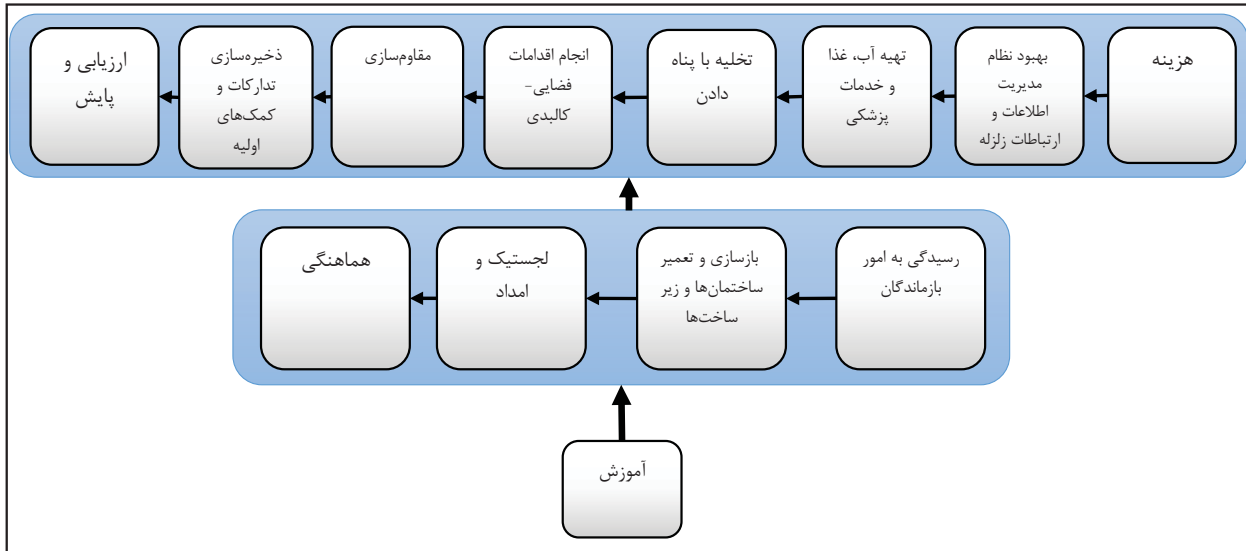 هزینه
بهبود نظام
مدیریت
اطلاعات و
ارتباطات زلزله
تهیه آب، غذا
و خدمات
پزشکی
تخلیه با پناه
دادن
انجام اقدامات
فضایی-
کالبدی
مقاوم‌سازی
ذخیره‌سازی
تدارکات و
کمک‌های
اولیه
ارزیابی و
پایش
رسیدگی به امور
بازماندگان
بازسازی و تعمیر
ساختمان‌ها و زیر
ساخت‌ها
لجستیک و
امداد
هماهنگی
آموزش